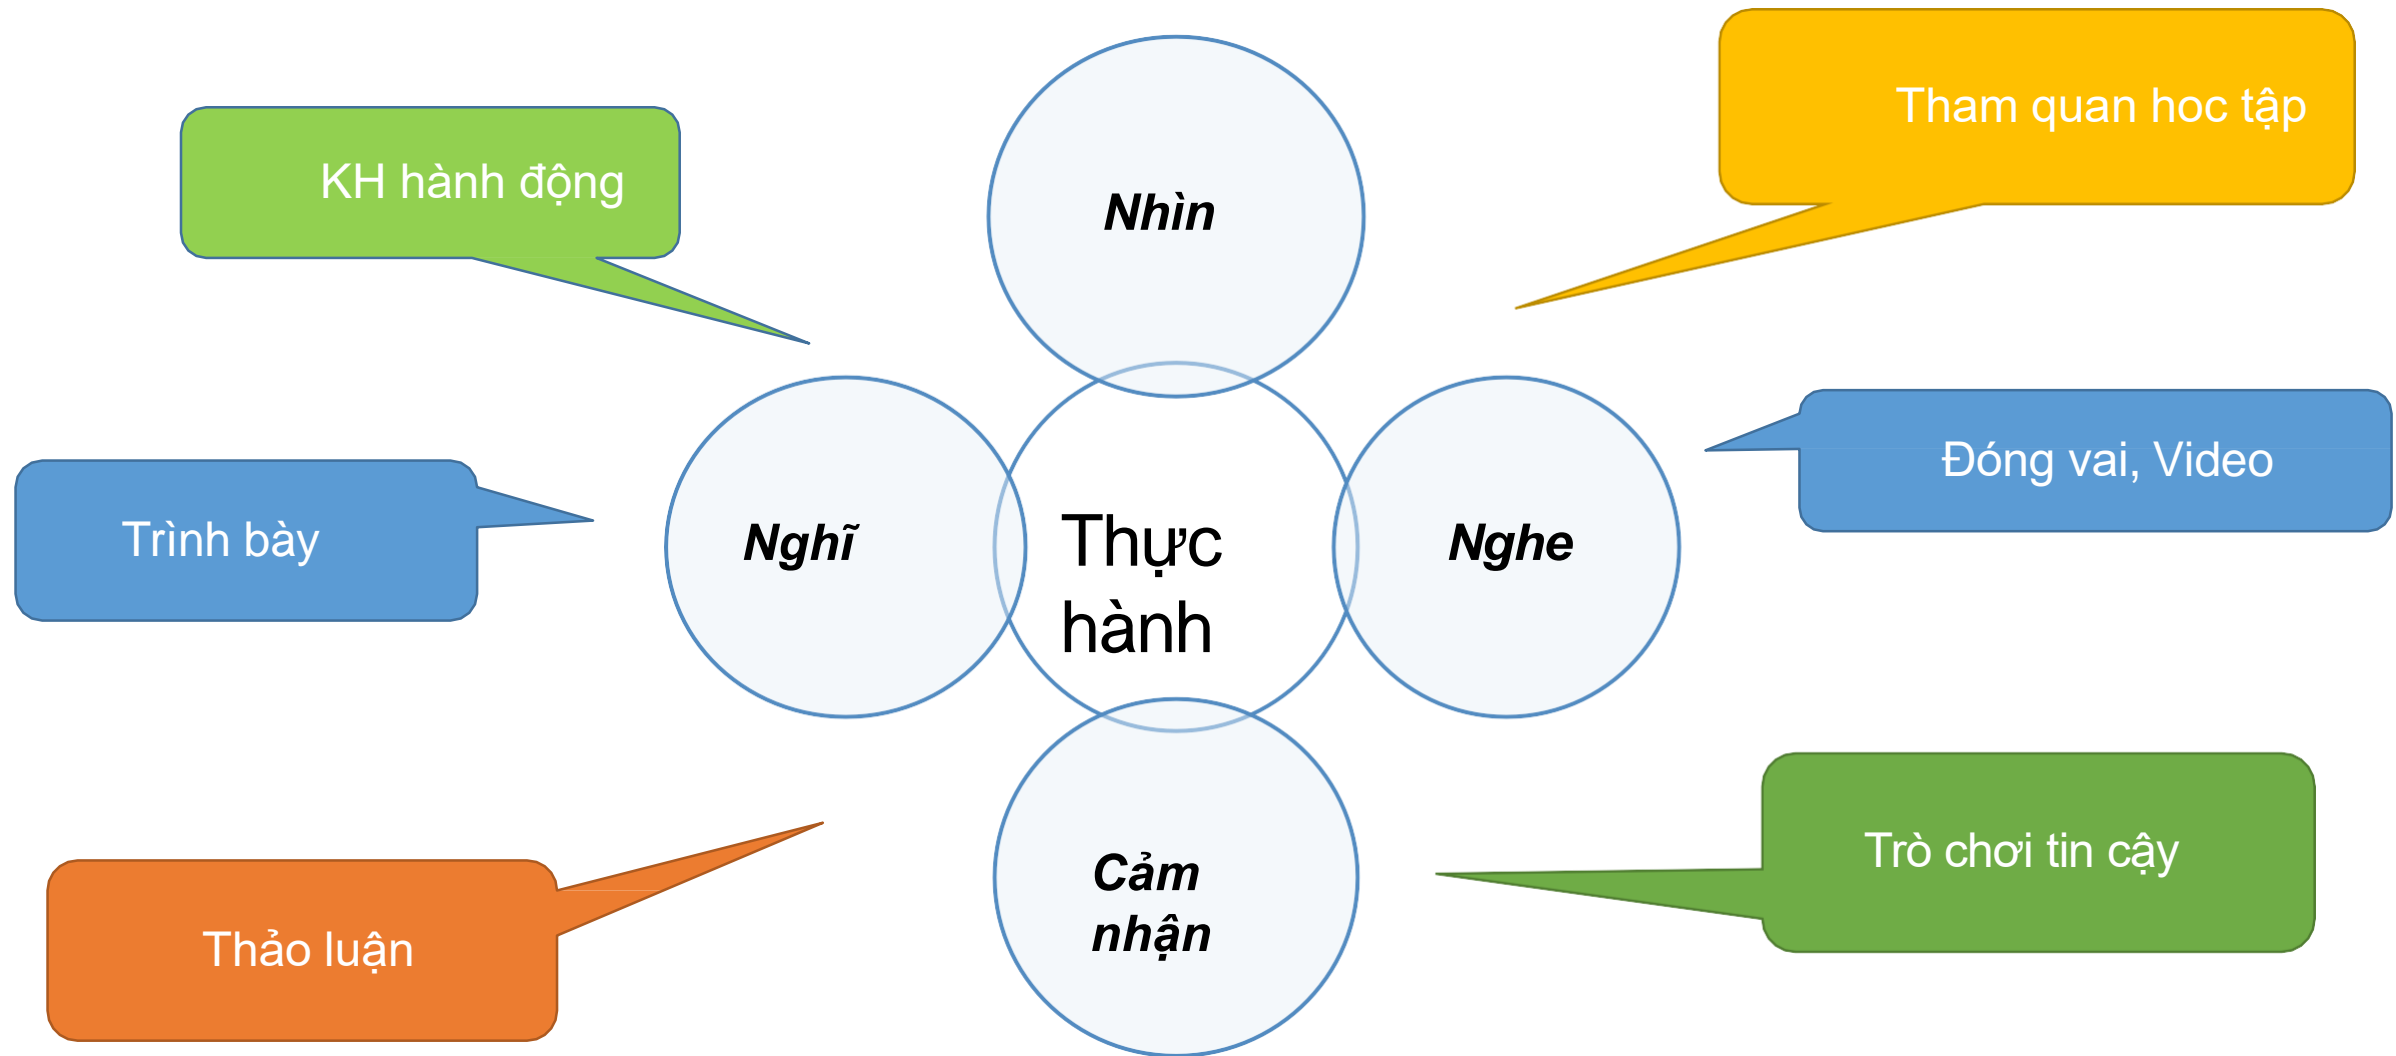 Tham quan hoc tập
KH hành động
Nhìn
Đóng vai, Video
Trình bày
Nghĩ
Thực
hành
Nghe
Trò chơi tin cậy
Cảm
nhận
Thảo luận